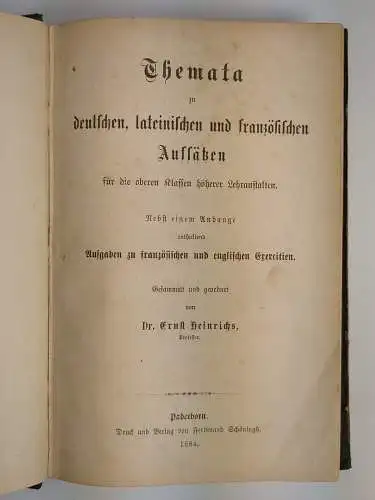 Themata
zu
deutschen, lateinischen und französischen
Aufsätzen
für die oberen Klassen höherer Lehranstalten.
Nebst einem Anhange
enthaltend
Aufgaben zu französischen und englischen Exercitien.
Gesammelt und geordnet
von
Dr. Ernst Heinrichs,
Professor.
Paderborn.
Druck und Verlag von Ferdinand Schöningh.
1884.